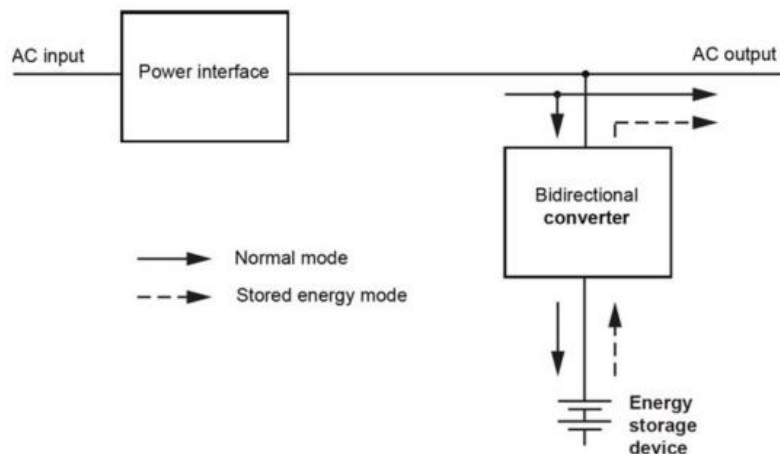 AC input
Power interface
AC output
Bidirectional
converter
Normal mode
Stored energy mode
Energy
storage
device